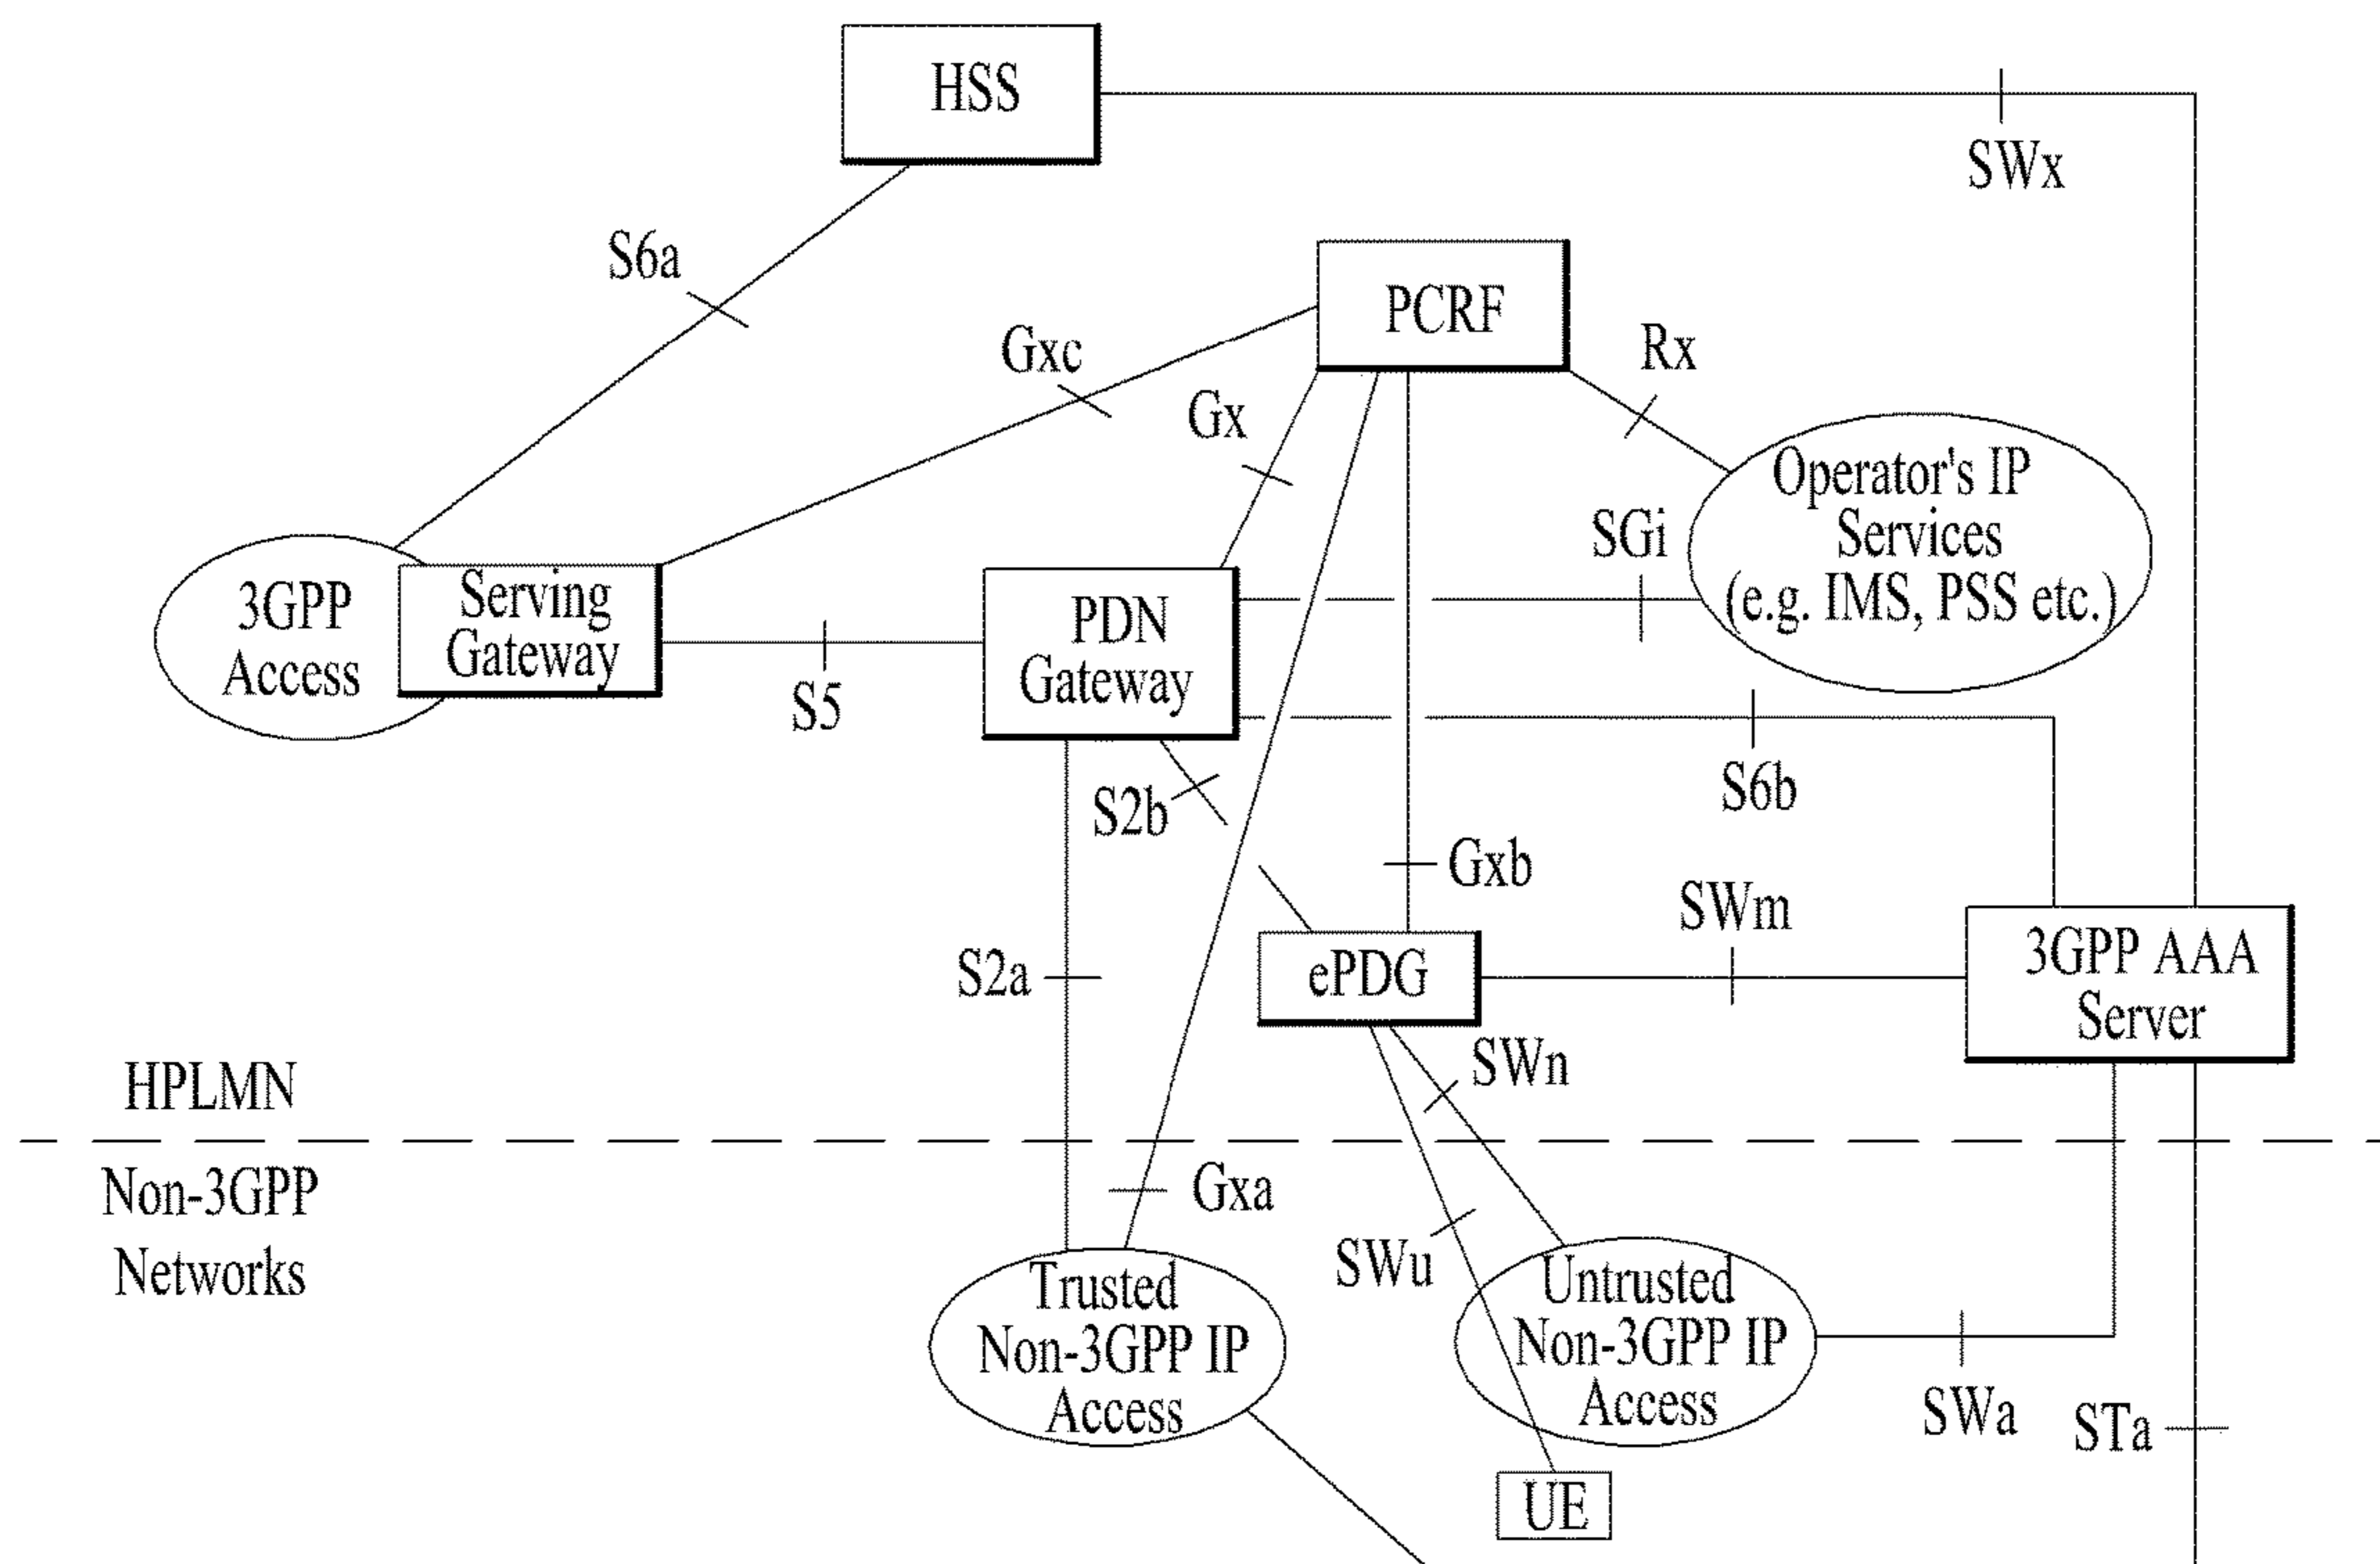 HSS
SWx
S6a
PCRF
Gxc
Rx
Gx
Operator's IP
Services
(e.g. IMS, PSS etc.)
SGi
3GPP
Access
Serving
Gateway
PDN
Gateway
S5
S2b
S6b
Gxb
SWm
S2a
ePDG
3GPP AAA
Server
SWn
HPLMN
Non-3GPP
Networks
Gxa
SWu
Trusted
Non-3GPP IP
Access
Untrusted
Non-3GPP IP
Access
SWa
STa
UE